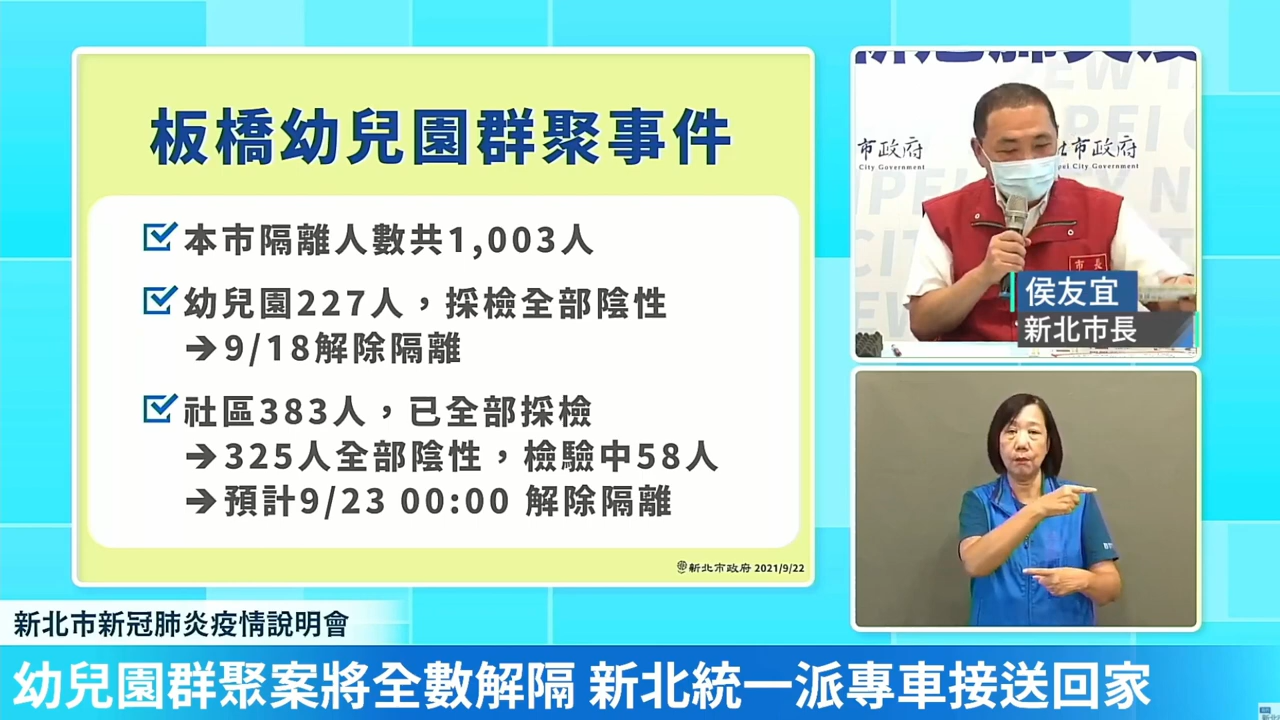 板橋幼兒園群聚事件
本市隔離人數共1,003人
幼兒園227人，採檢全部陰性
→9/18解除隔離
社區383人，已全部採檢
→325人全部陰性，檢驗中58人
→預計9/23 00:00 解除隔離
新北市政府 2021/9/22
市政府
City Government
北市政府
pei City Government
市長
侯友宜
新北市長
新北市新冠肺炎疫情說明會
幼兒園群聚案將全數解隔 新北統一派專車接送回家